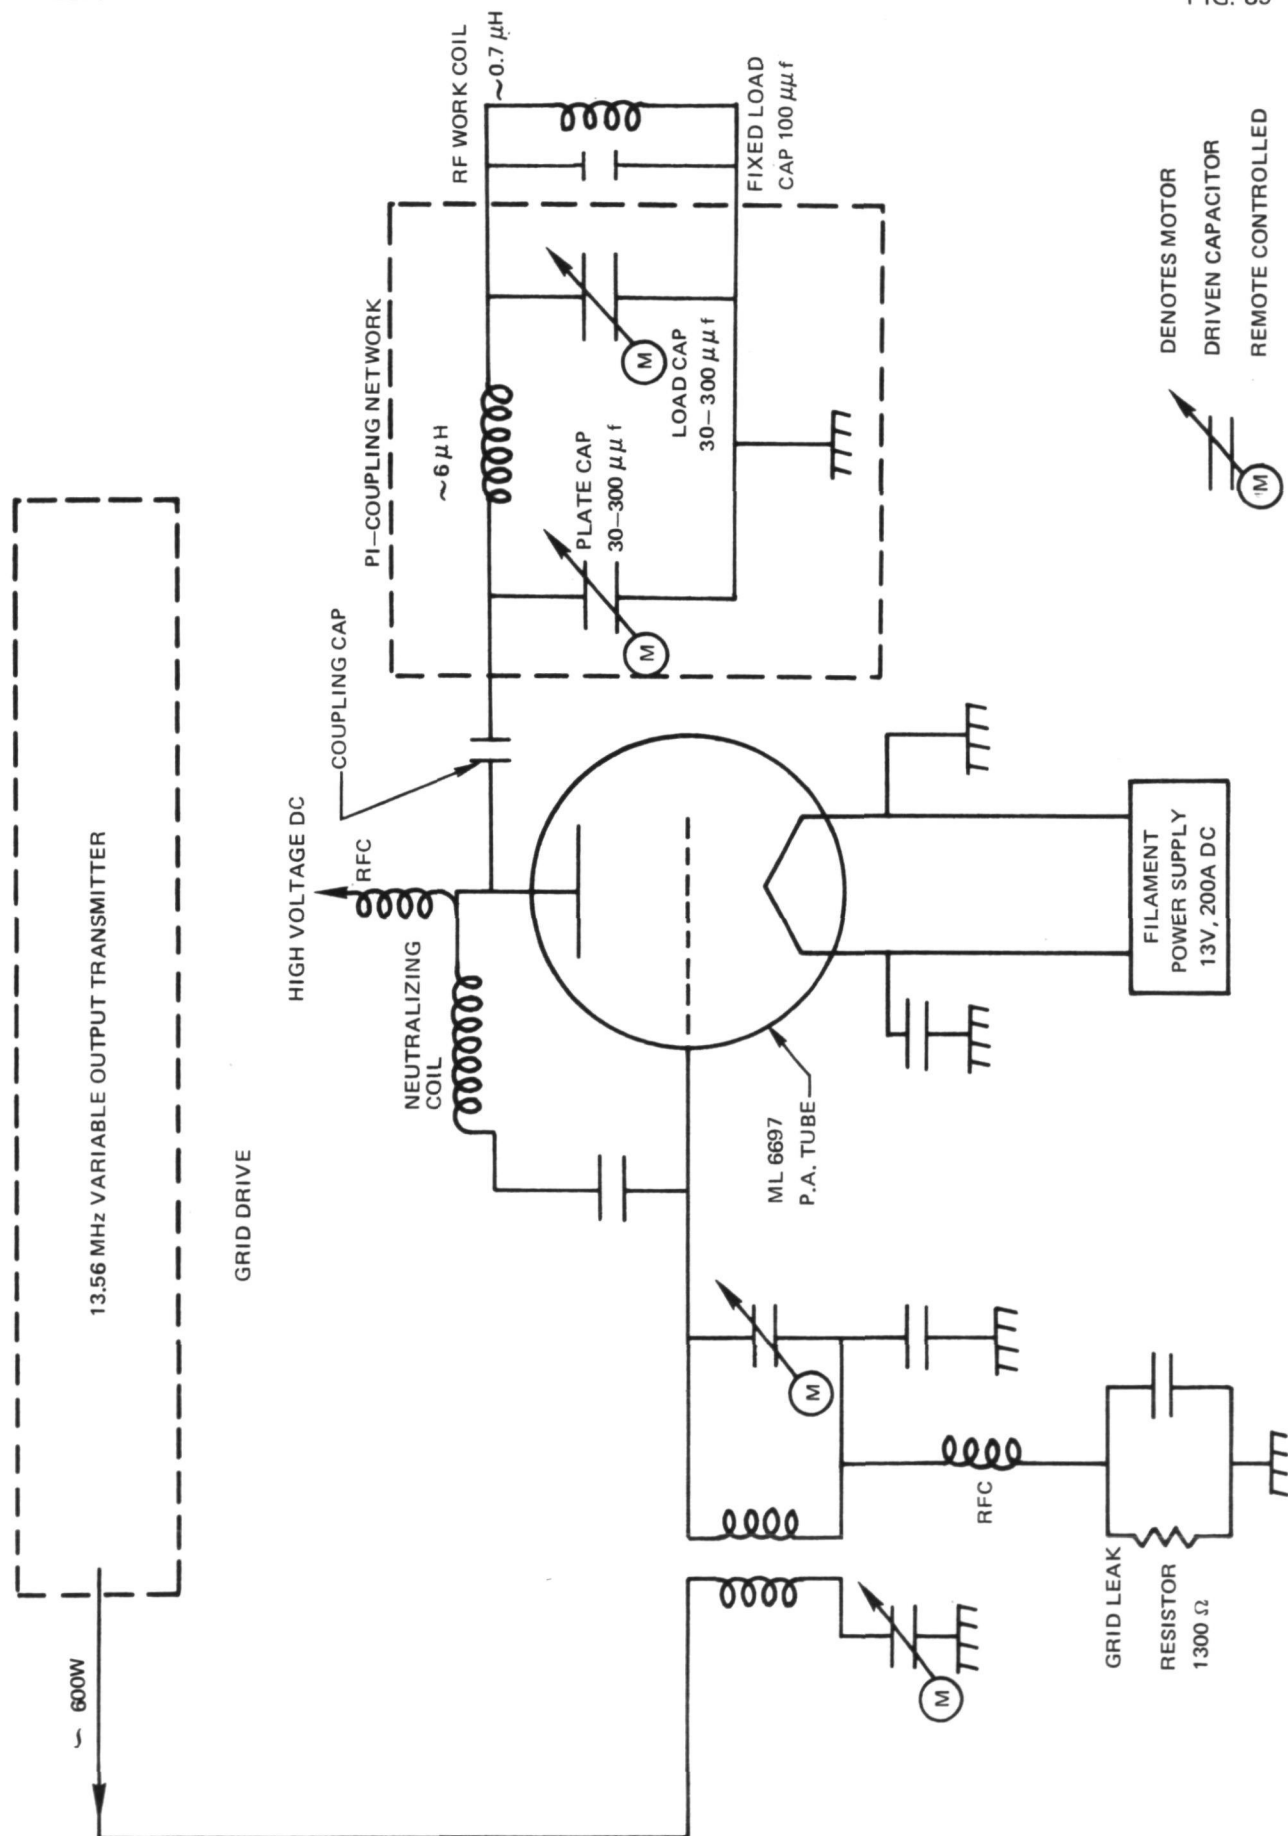 FIG. 89
13.56 MHz VARIABLE OUTPUT TRANSMITTER
~ 600W
GRID DRIVE
HIGH VOLTAGE DC
RFC
COUPLING CAP
NEUTRALIZING
COIL
PI–COUPLING NETWORK
~6 μH
PLATE CAP
30–300 μμf
M
LOAD CAP
30–300 μμf
M
RF WORK COIL
~0.7 μH
FIXED LOAD
CAP 100 μμf
ML 6697
P.A. TUBE
FILAMENT
POWER SUPPLY
13V, 200A DC
M
M
RFC
GRID LEAK
RESISTOR
1300 Ω
M
DENOTES MOTOR
DRIVEN CAPACITOR
REMOTE CONTROLLED